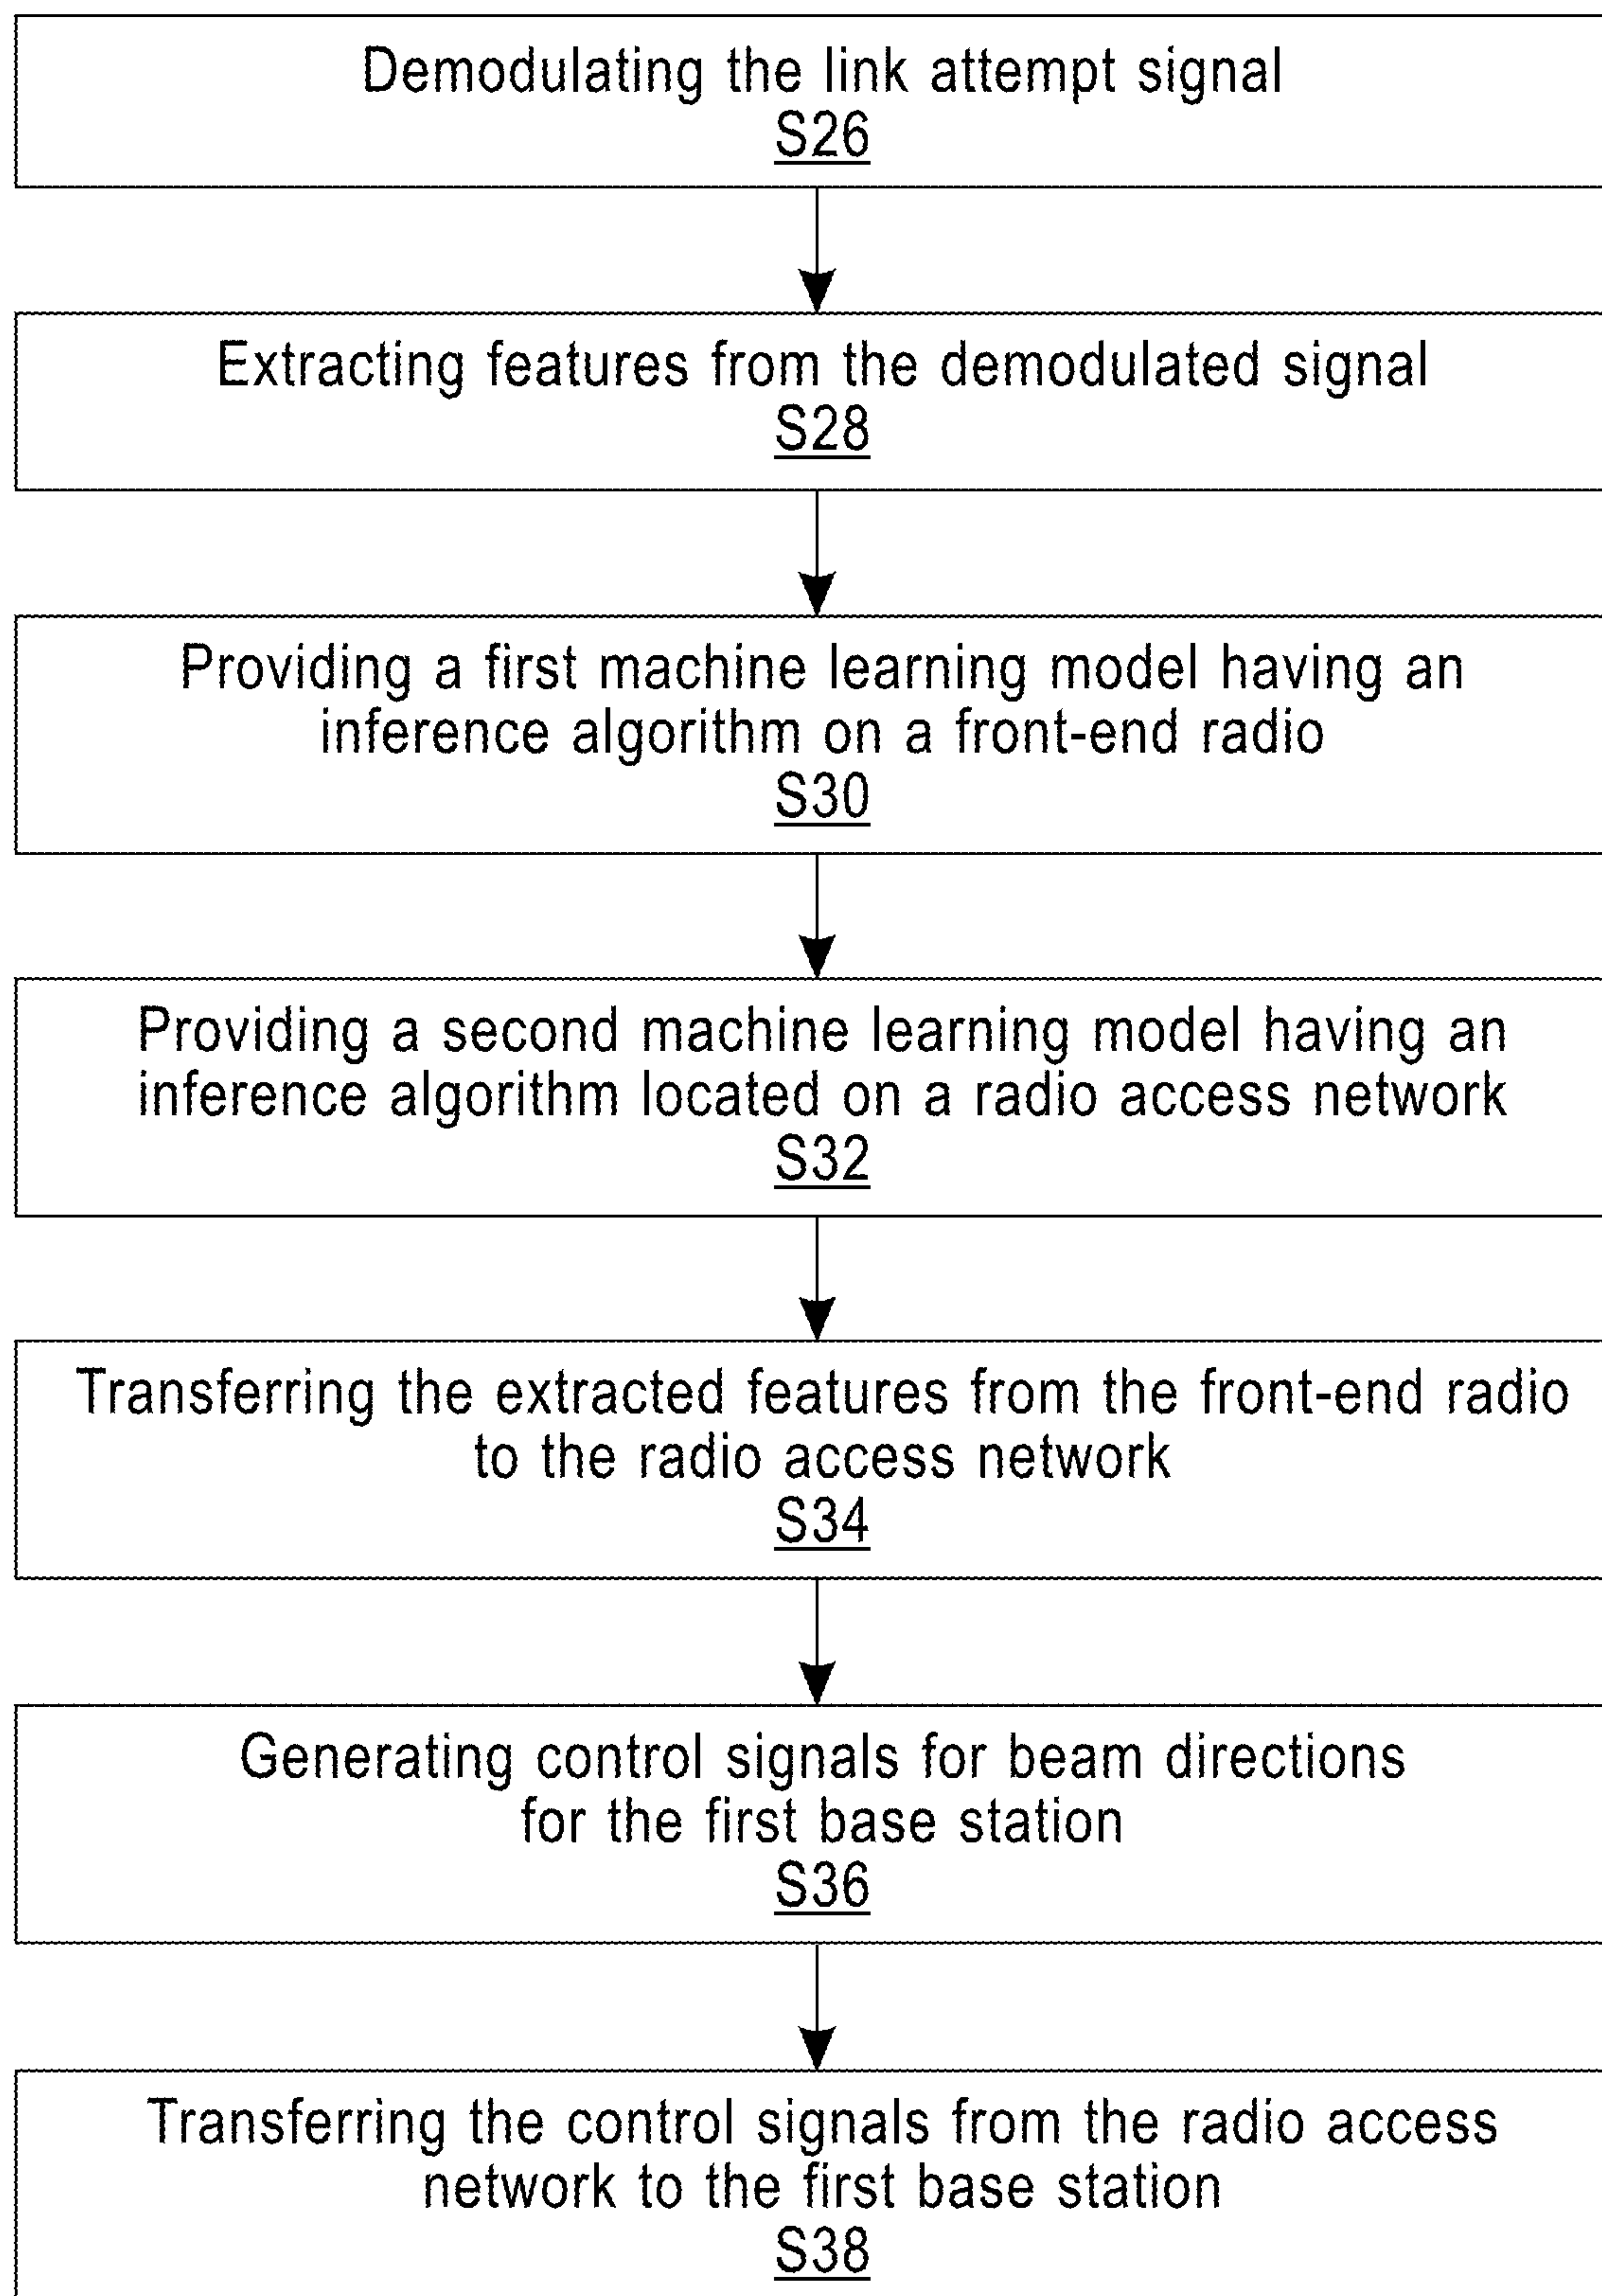 Demodulating the link attempt signal
S26
Extracting features from the demodulated signal
S28
Providing a first machine learning model having an
inference algorithm on a front-end radio
S30
Providing a second machine learning model having an
inference algorithm located on a radio access network
S32
Transferring the extracted features from the front-end radio
to the radio access network
S34
Generating control signals for beam directions
for the first base station
S36
Transferring the control signals from the radio access
network to the first base station
S38